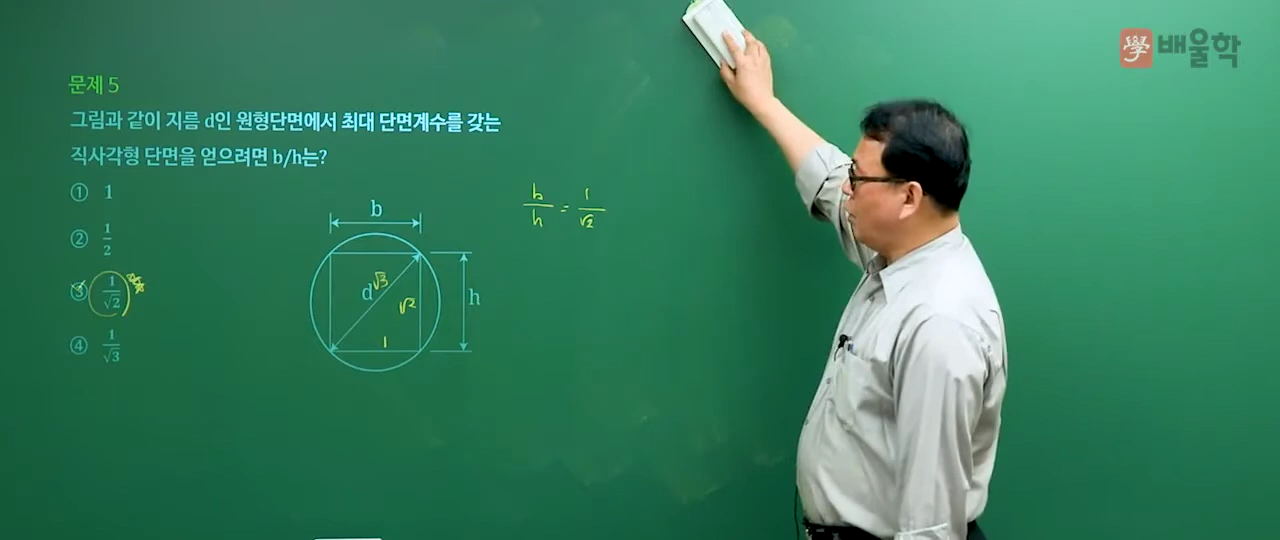 學 배울학
문제 5
그림과 같이 지름 d인 원형단면에서 최대 단면계수를 갖는
직사각형 단면을 얻으려면 b/h는?
① 1
② 1/2
③ 1/√2
④ 1/√3
b
d √3
√2
h
1
b/h = 1/√2